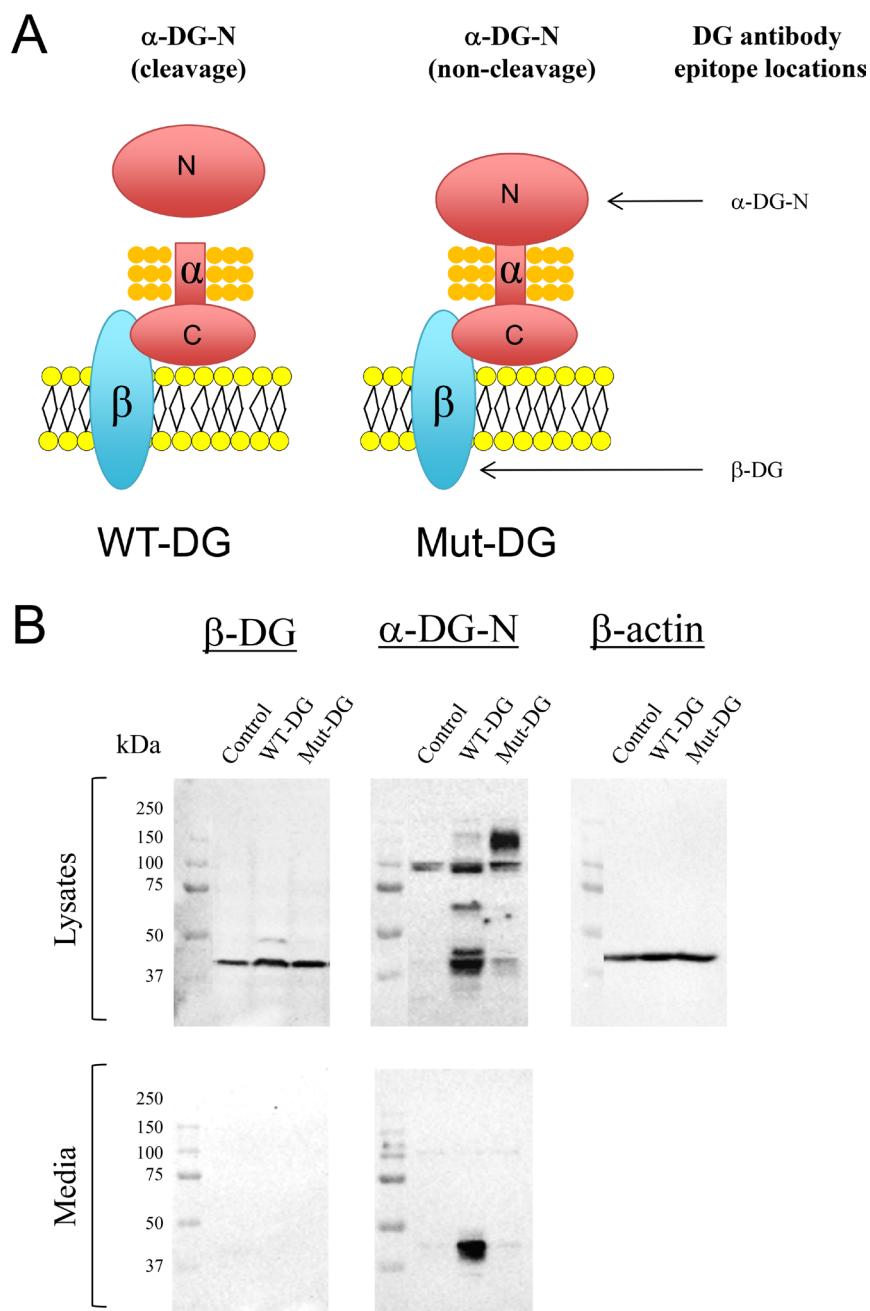 A
α-DG-N
(cleavage)
α-DG-N
(non-cleavage)
DG antibody
epitope locations
N
N
α-DG-N
α
α
C
C
β
β
β-DG
WT-DG
Mut-DG
B
β-DG
α-DG-N
β-actin
kDa
Control
WT-DG
Mut-DG
Control
WT-DG
Mut-DG
Control
WT-DG
Mut-DG
Lysates
250
150
100
75
50
37
Media
250
150
100
75
50
37